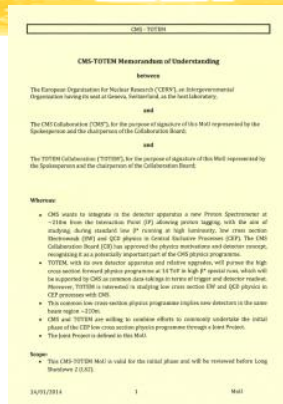 CMS - TOTEM
CMS-TOTEM Memorandum of Understanding
between
The European Organization for Nuclear Research ('CERN'), an Intergovernmental
Organization having its seat at Geneva, Switzerland, as the host laboratory;
and
The CMS Collaboration ('CMS'), for the purpose of signature of this MoU represented by the
Spokesperson and the chairperson of the Collaboration Board;
and
The TOTEM Collaboration ('TOTEM'), for the purpose of signature of this MoU represented by
the Spokesperson and the chairperson of the Collaboration Board;
Whereas:
• CMS wants to integrate in the detector apparatus a new Proton Spectrometer at
~210m from the Interaction Point (IP) allowing proton tagging, with the aim of
studying, during standard low β* running at high luminosity, low cross section
Electroweak (EW) and QCD physics in Central Exclusive Processes (CEP). The CMS
Collaboration Board (CB) has approved the physics motivations and detector concept,
recognizing it as a potentially important part of the CMS physics programme.
• TOTEM, with its own detector apparatus and relative upgrades, will pursue the high
cross section forward physics programme at 14 TeV in high β* special runs, which will
be supported by CMS as common data-takings in terms of trigger and detector readout.
Moreover, TOTEM is interested in studying low cross section EW and QCD physics in
CEP processes with CMS.
• This common low cross section physics programme implies new detectors in the same
beam region ~210m.
• CMS and TOTEM are willing to combine efforts to commonly undertake the initial
phase of the CEP low cross section physics programme through a Joint Project.
• The Joint Project is defined in this MoU.
Scope:
• This CMS-TOTEM MoU is valid for the initial phase and will be reviewed before Long
Shutdown 2 (LS2).
14/01/2014 1 MoU